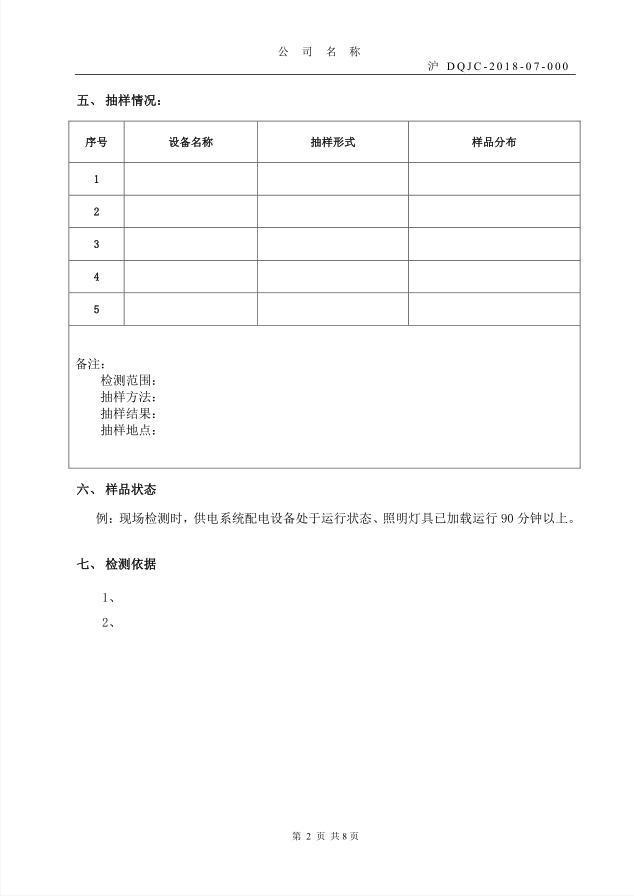 公 司 名 称
沪 DQJC-2018-07-000
五、 抽样情况：
序号 设备名称 抽样形式 样品分布
1
2
3
4
5
备注：
检测范围：
抽样方法：
抽样结果：
抽样地点：
六、 样品状态
例：现场检测时，供电系统配电设备处于运行状态、照明灯具已加载运行 90 分钟以上。
七、 检测依据
1、
2、
第 2 页 共 8 页